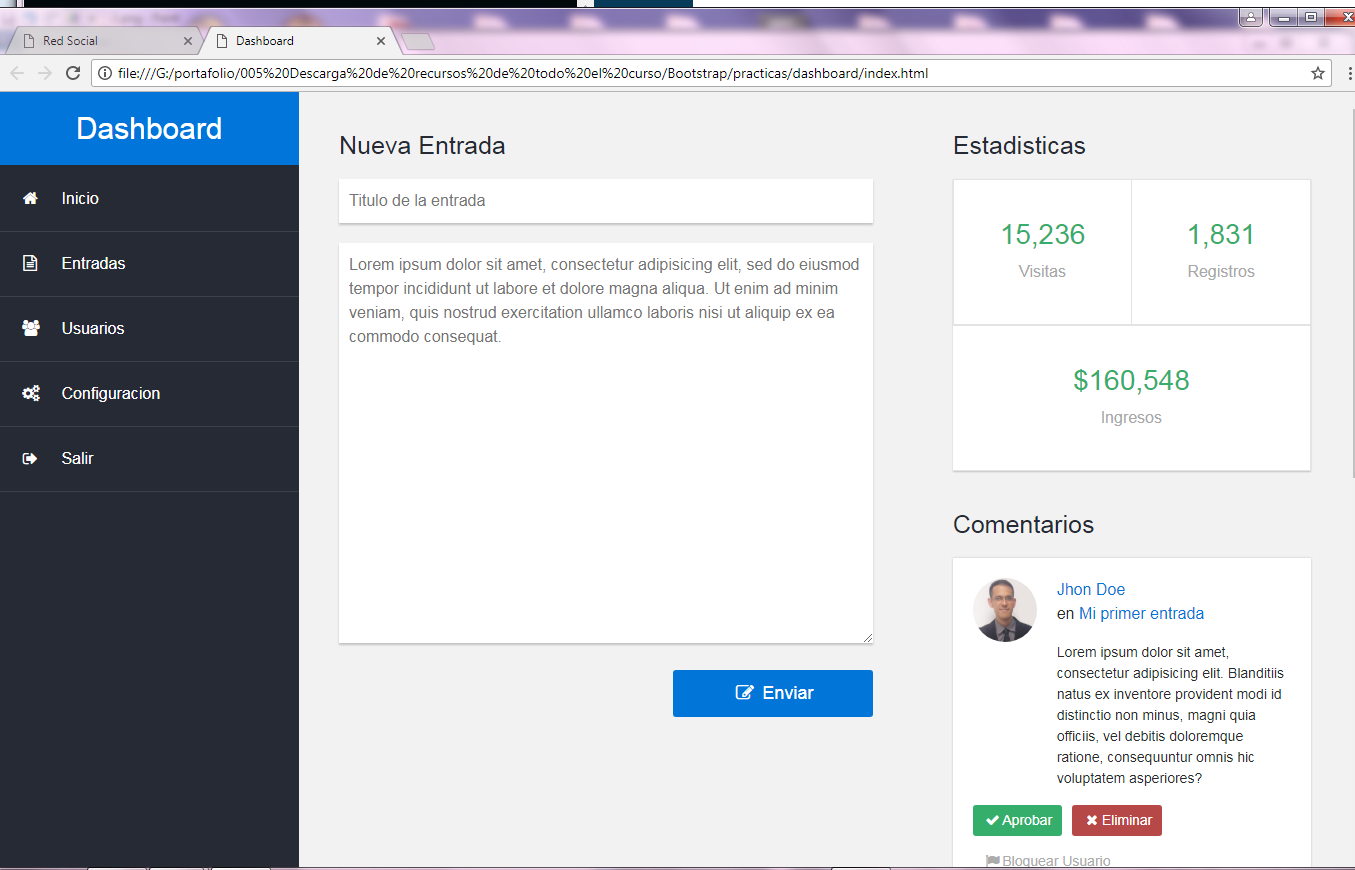 Red Social
Dashboard
file:///G:/portafolio/005%20Descarga%20de%20recursos%20de%20todo%20el%20curso/Bootstrap/practicas/dashboard/index.html
Dashboard
Inicio
Entradas
Usuarios
Configuracion
Salir
Nueva Entrada
Titulo de la entrada
Lorem ipsum dolor sit amet, consectetur adipisicing elit, sed do eiusmod
tempor incididunt ut labore et dolore magna aliqua. Ut enim ad minim
veniam, quis nostrud exercitation ullamco laboris nisi ut aliquip ex ea
commodo consequat.
Enviar
Estadisticas
15,236
Visitas
1,831
Registros
$160,548
Ingresos
Comentarios
Jhon Doe
en Mi primer entrada
Lorem ipsum dolor sit amet,
consectetur adipisicing elit. Blanditiis
natus ex inventore provident modi id
distinctio non minus, magni quia
officiis, vel debitis doloremque
ratione, consequuntur omnis hic
voluptatem asperiores?
Aprobar
Eliminar
Bloquear Usuario